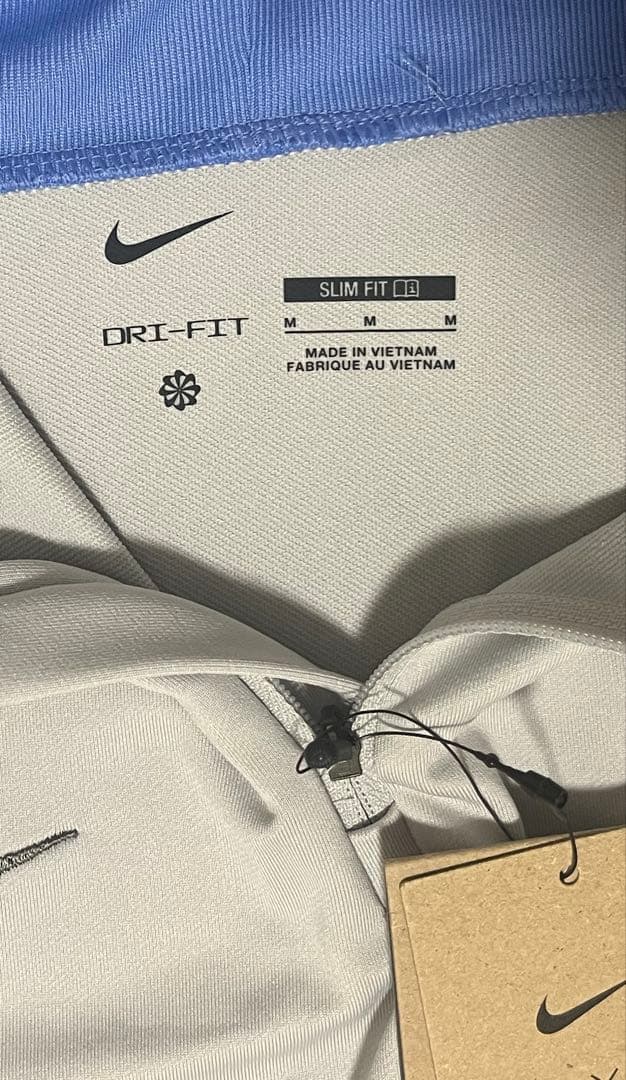 DRI-FIT
SLIM FIT
M M M
MADE IN VIETNAM
FABRIQUE AU VIETNAM